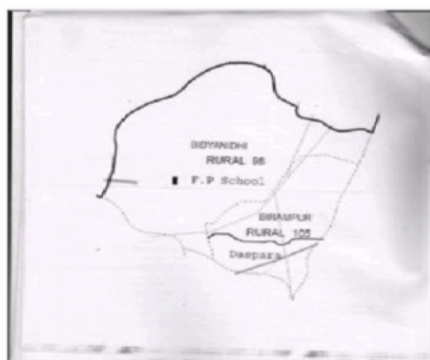 BIDYANIDHI
RURAL 98
F.P School
BIRAMPUR
RURAL 105
Daspara